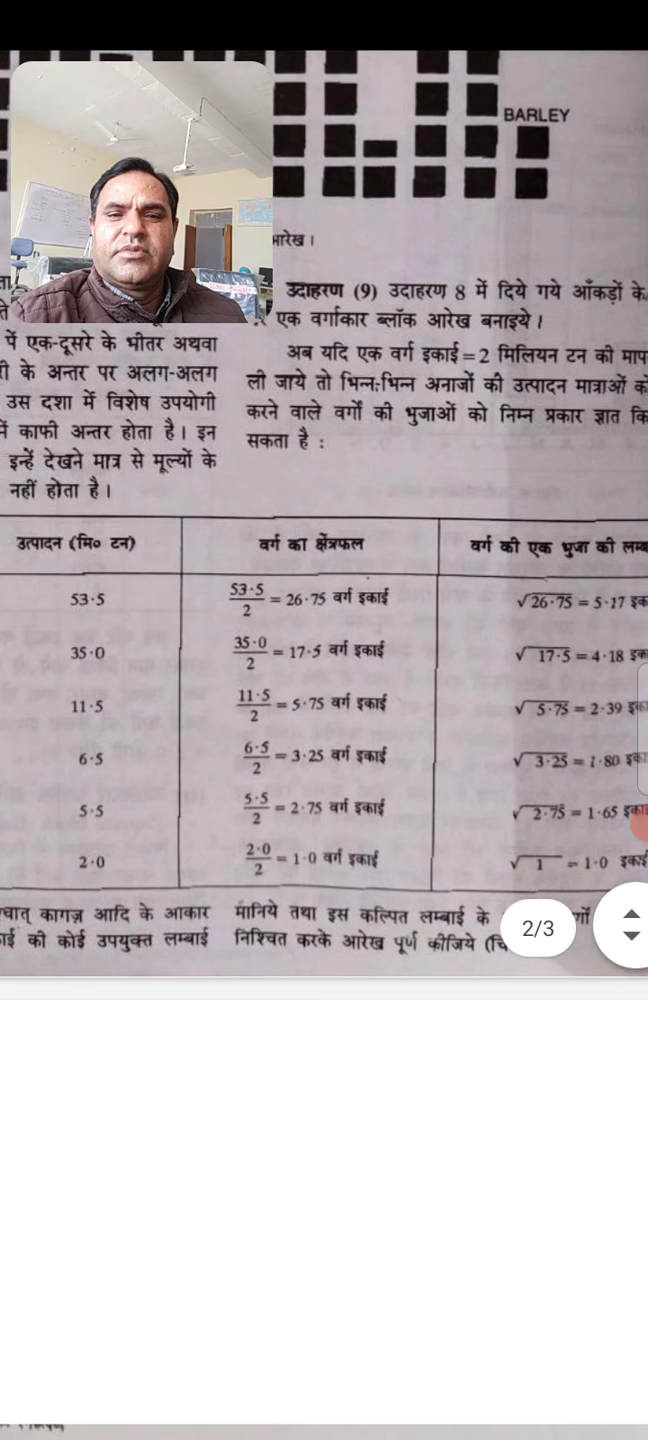 BARLEY
आरेख ।
उदाहरण (9) उदाहरण 8 में दिये गये आँकड़ों के
एक वर्गाकार ब्लॉक आरेख बनाइये ।
पें एक-दूसरे के भीतर अथवा
री के अन्तर पर अलग-अलग
उस दशा में विशेष उपयोगी
में काफी अन्तर होता है । इन
इन्हें देखने मात्र से मूल्यों के
नहीं होता है ।
अब यदि एक वर्ग इकाई = 2 मिलियन टन की माप
ली जाये तो भिन्न-भिन्न अनाजों की उत्पादन मात्राओं को
करने वाले वर्गों की भुजाओं को निम्न प्रकार ज्ञात कि
सकता है :
उत्पादन (मि० टन) वर्ग का क्षेंत्रफल वर्ग की एक भुजा की लम्ब
53·5 53·5/2 = 26·75 वर्ग इकाई √26·75 = 5·17 इक
35·0 35·0/2 = 17·5 वर्ग इकाई √17·5 = 4·18 इक
11·5 11·5/2 = 5·75 वर्ग इकाई √5·75 = 2·39 इक
6·5 6·5/2 = 3·25 वर्ग इकाई √3·25 = 1·80 इका
5·5 5·5/2 = 2·75 वर्ग इकाई √2·75 = 1·65 इका
2·0 2·0/2 = 1·0 वर्ग इकाई √1 = 1·0 इकाई
चात् कागज़ आदि के आकार
ाई की कोई उपयुक्त लम्बाई
मानिये तथा इस कल्पित लम्बाई के
निश्चित करके आरेख पूर्ण कीजिये (चि
2/3